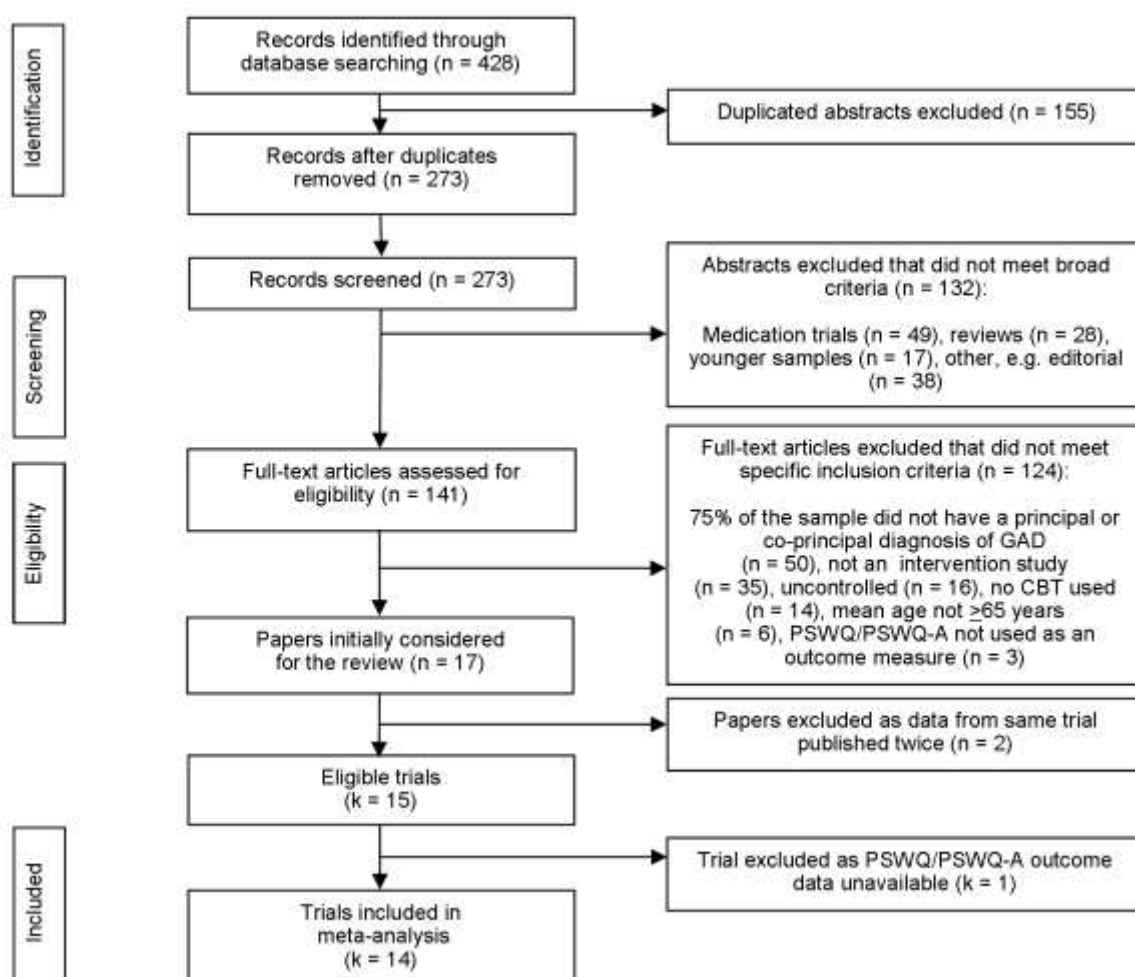 Identification
Records identified through
database searching (n = 428)
Duplicated abstracts excluded (n = 155)
Records after duplicates
removed (n = 273)
Screening
Records screened (n = 273)
Abstracts excluded that did not meet broad
criteria (n = 132):
Medication trials (n = 49), reviews (n = 28),
younger samples (n = 17), other, e.g. editorial
(n = 38)
Eligibility
Full-text articles assessed for
eligibility (n = 141)
Full-text articles excluded that did not meet
specific inclusion criteria (n = 124):
75% of the sample did not have a principal or
co-principal diagnosis of GAD
(n = 50), not an intervention study
(n = 35), uncontrolled (n = 16), no CBT used
(n = 14), mean age not ≥65 years
(n = 6), PSWQ/PSWQ-A not used as an
outcome measure (n = 3)
Papers initially considered
for the review (n = 17)
Papers excluded as data from same trial
published twice (n = 2)
Eligible trials
(k = 15)
Included
Trial excluded as PSWQ/PSWQ-A outcome
data unavailable (k = 1)
Trials included in
meta-analysis
(k = 14)